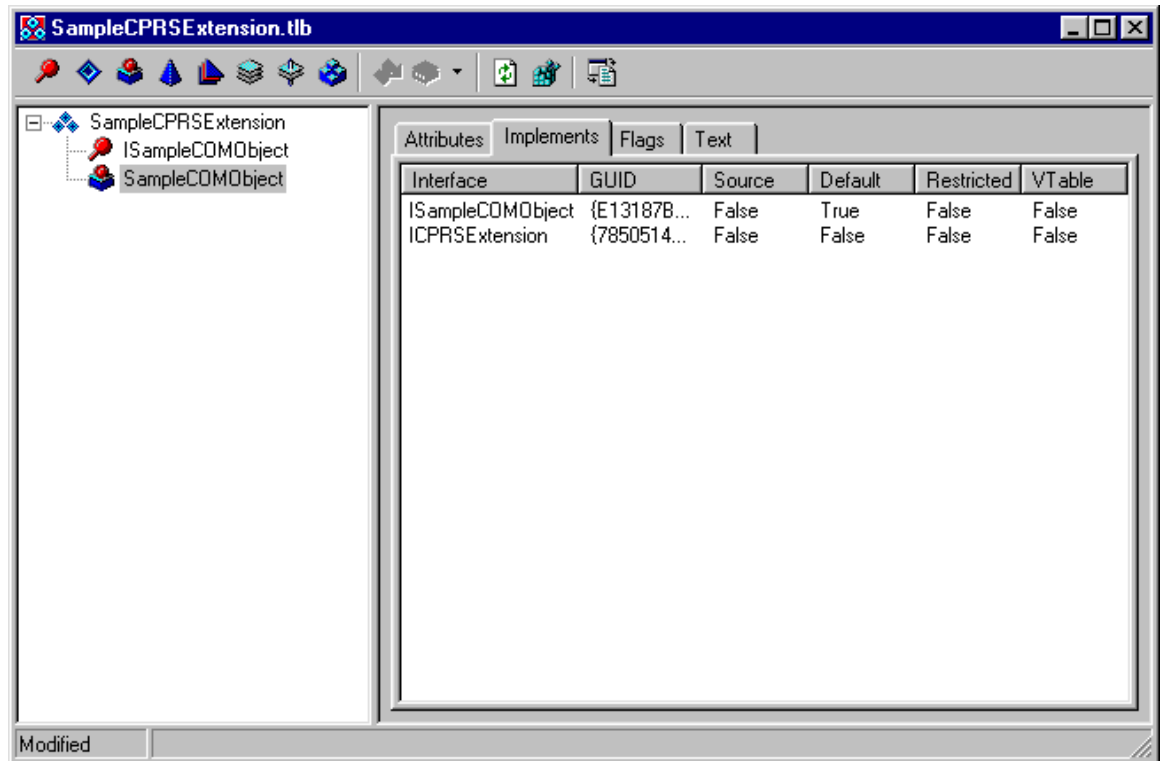 SampleCPRSExtension.tlb
SampleCPRSExtension
ISampleCOMObject
SampleCOMObject
Attributes Implements Flags Text
Interface GUID Source Default Restricted VTable
ISampleCOMObject {E13187B... False True False False
ICPRSExtension {7850514... False False False False
Modified